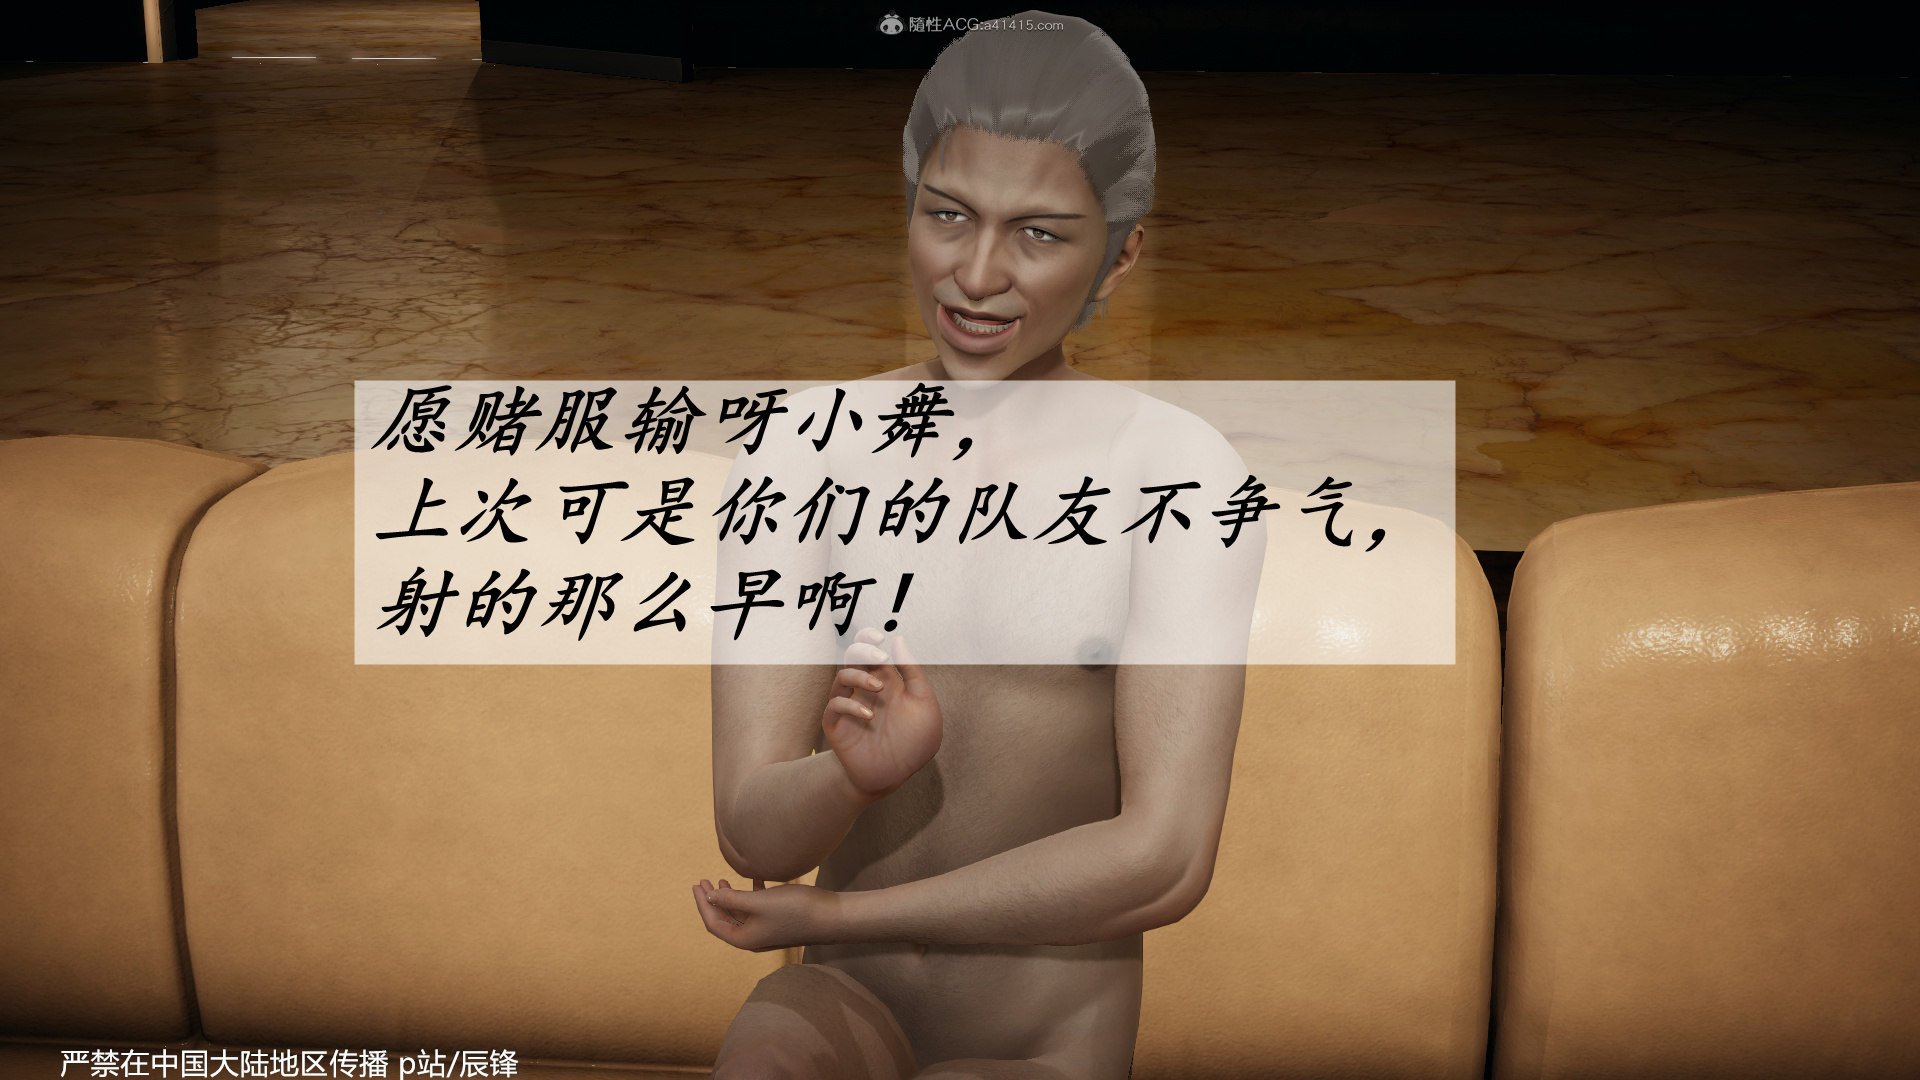 隨性ACG:a41415.com
愿赌服输呀小舞，
上次可是你们的队友不争气，
射的那么早啊！
严禁在中国大陆地区传播 p站/辰锋